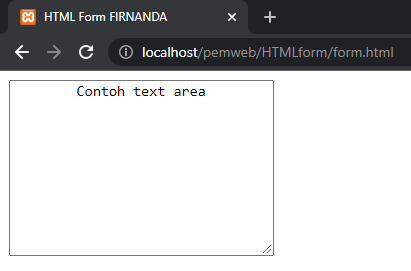 HTML Form FIRNANDA
localhost/pemweb/HTMLform/form.html
Contoh text area